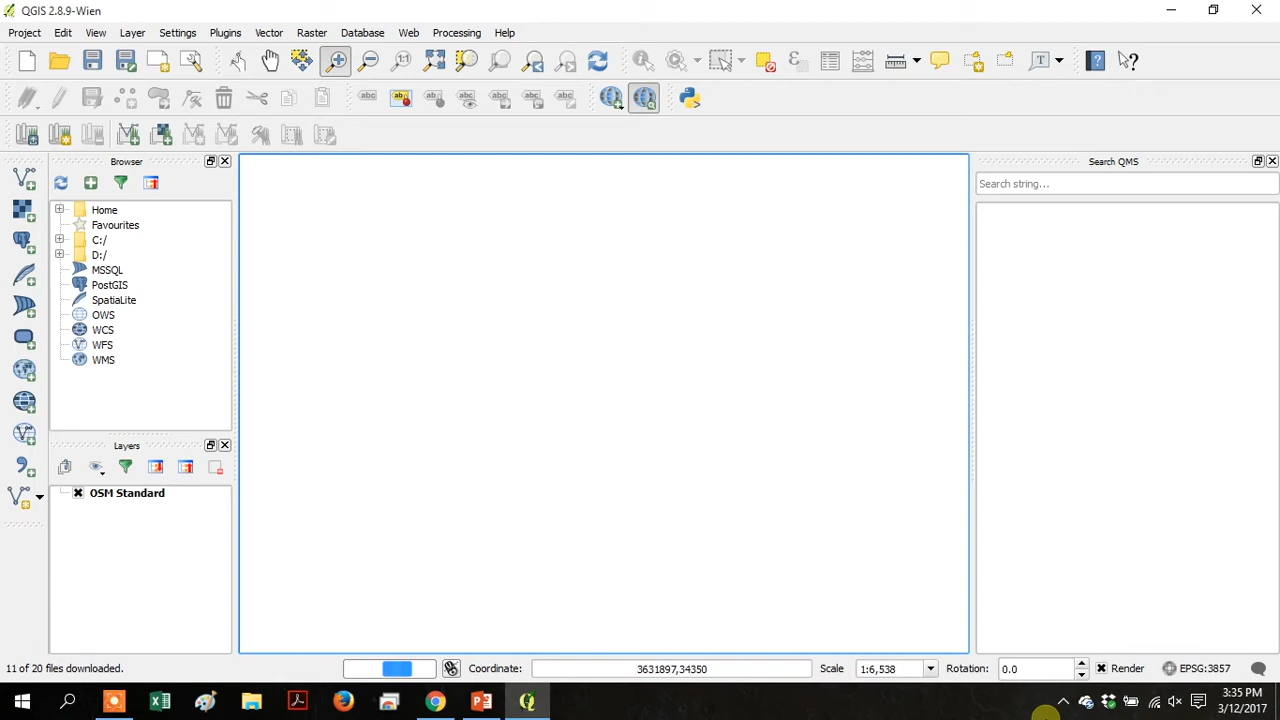 QGIS 2.8.9-Wien
Project Edit View Layer Settings Plugins Vector Raster Database Web Processing Help
Browser
Home
Favourites
C:/
D:/
MSSQL
PostGIS
SpatiaLite
OWS
WCS
WFS
WMS
Layers
OSM Standard
Search QMS
Search string...
11 of 20 files downloaded.
Coordinate: 3631897,34350 Scale 1:6,538 Rotation: 0.0 Render EPSG:3857
3:35 PM
3/12/2017